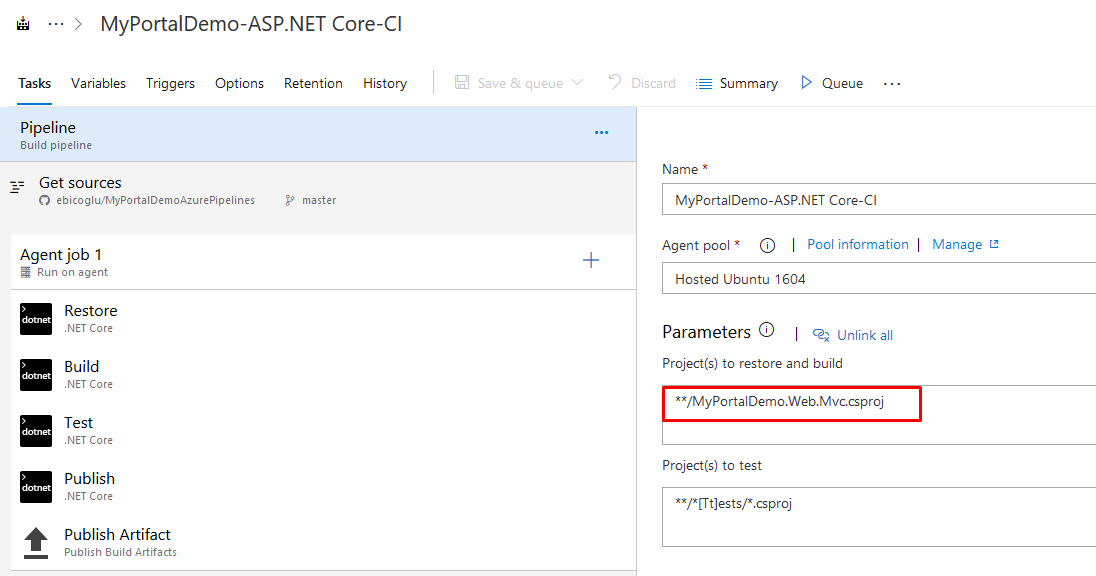 ··· > MyPortalDemo-ASP.NET Core-CI
Tasks Variables Triggers Options Retention History | Save & queue Discard Summary Queue ···
Pipeline ···
Build pipeline
Get sources
ebicoglu/MyPortalDemoAzurePipelines master
Agent job 1 +
Run on agent
dotnet Restore
.NET Core
dotnet Build
.NET Core
dotnet Test
.NET Core
dotnet Publish
.NET Core
Publish Artifact
Publish Build Artifacts
Name *
MyPortalDemo-ASP.NET Core-CI
Agent pool * | Pool information | Manage
Hosted Ubuntu 1604
Parameters | Unlink all
Project(s) to restore and build
**/MyPortalDemo.Web.Mvc.csproj
Project(s) to test
**/*[Tt]ests/*.csproj